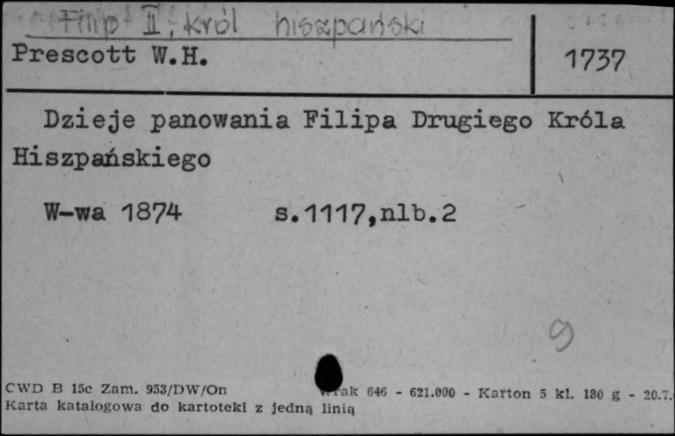 Filip II, król hiszpański
Prescott W.H.
1737
Dzieje panowania Filipa Drugiego Króla
Hiszpańskiego
W-wa 1874 s.1117,nlb.2
9
CWD B 15c Zam. 953/DW/On 646 - 621.000 - Karton 5 kl. 180 g - 20.7.
Karta katalogowa do kartoteki z jedną linią